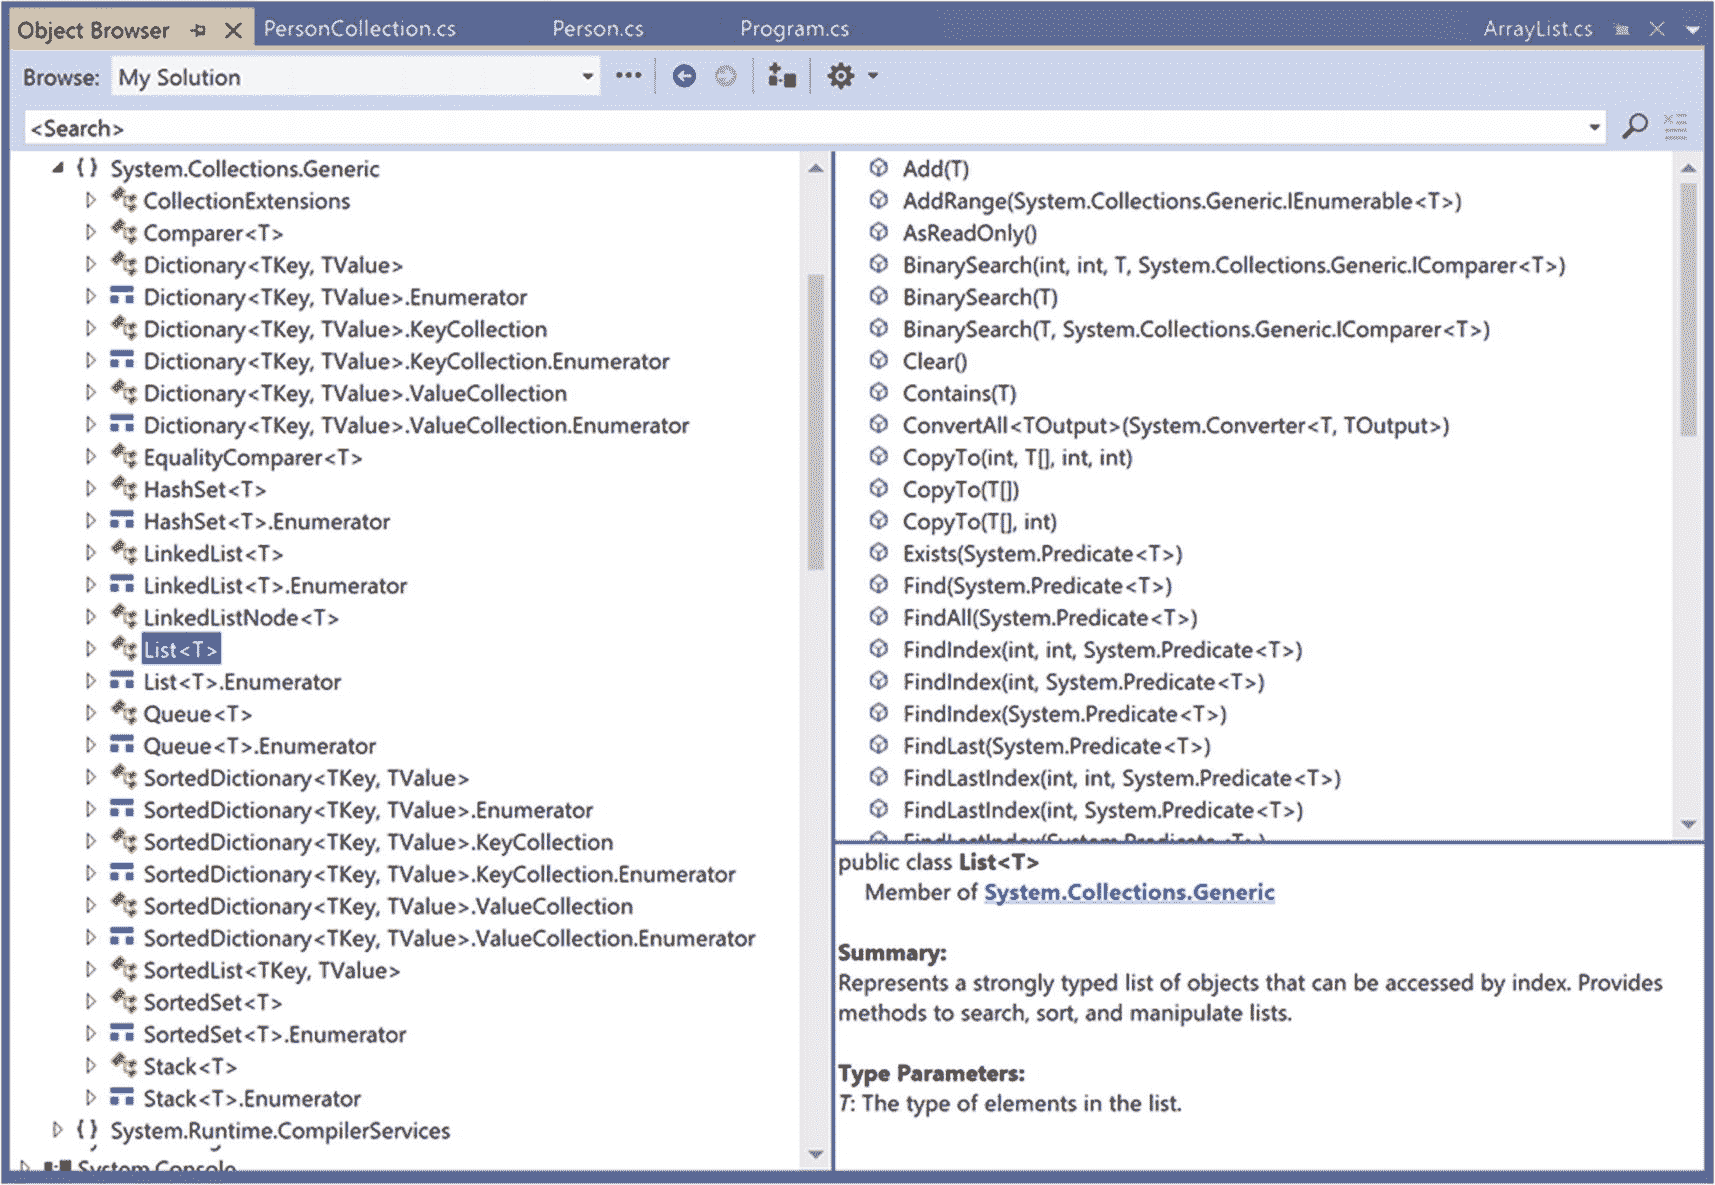 Object Browser PersonCollection.cs Person.cs Program.cs ArrayList.cs
Browse: My Solution
<Search>
{ } System.Collections.Generic
CollectionExtensions
Comparer<T>
Dictionary<TKey, TValue>
Dictionary<TKey, TValue>.Enumerator
Dictionary<TKey, TValue>.KeyCollection
Dictionary<TKey, TValue>.KeyCollection.Enumerator
Dictionary<TKey, TValue>.ValueCollection
Dictionary<TKey, TValue>.ValueCollection.Enumerator
EqualityComparer<T>
HashSet<T>
HashSet<T>.Enumerator
LinkedList<T>
LinkedList<T>.Enumerator
LinkedListNode<T>
List<T>
List<T>.Enumerator
Queue<T>
Queue<T>.Enumerator
SortedDictionary<TKey, TValue>
SortedDictionary<TKey, TValue>.Enumerator
SortedDictionary<TKey, TValue>.KeyCollection
SortedDictionary<TKey, TValue>.KeyCollection.Enumerator
SortedDictionary<TKey, TValue>.ValueCollection
SortedDictionary<TKey, TValue>.ValueCollection.Enumerator
SortedList<TKey, TValue>
SortedSet<T>
SortedSet<T>.Enumerator
Stack<T>
Stack<T>.Enumerator
{ } System.Runtime.CompilerServices
System.Console
Add(T)
AddRange(System.Collections.Generic.IEnumerable<T>)
AsReadOnly()
BinarySearch(int, int, T, System.Collections.Generic.IComparer<T>)
BinarySearch(T)
BinarySearch(T, System.Collections.Generic.IComparer<T>)
Clear()
Contains(T)
ConvertAll<TOutput>(System.Converter<T, TOutput>)
CopyTo(int, T[], int, int)
CopyTo(T[])
CopyTo(T[], int)
Exists(System.Predicate<T>)
Find(System.Predicate<T>)
FindAll(System.Predicate<T>)
FindIndex(int, int, System.Predicate<T>)
FindIndex(int, System.Predicate<T>)
FindIndex(System.Predicate<T>)
FindLast(System.Predicate<T>)
FindLastIndex(int, int, System.Predicate<T>)
FindLastIndex(int, System.Predicate<T>)
FindLastIndex(System.Predicate<T>)
public class List<T>
Member of System.Collections.Generic
Summary:
Represents a strongly typed list of objects that can be accessed by index. Provides
methods to search, sort, and manipulate lists.
Type Parameters:
T: The type of elements in the list.